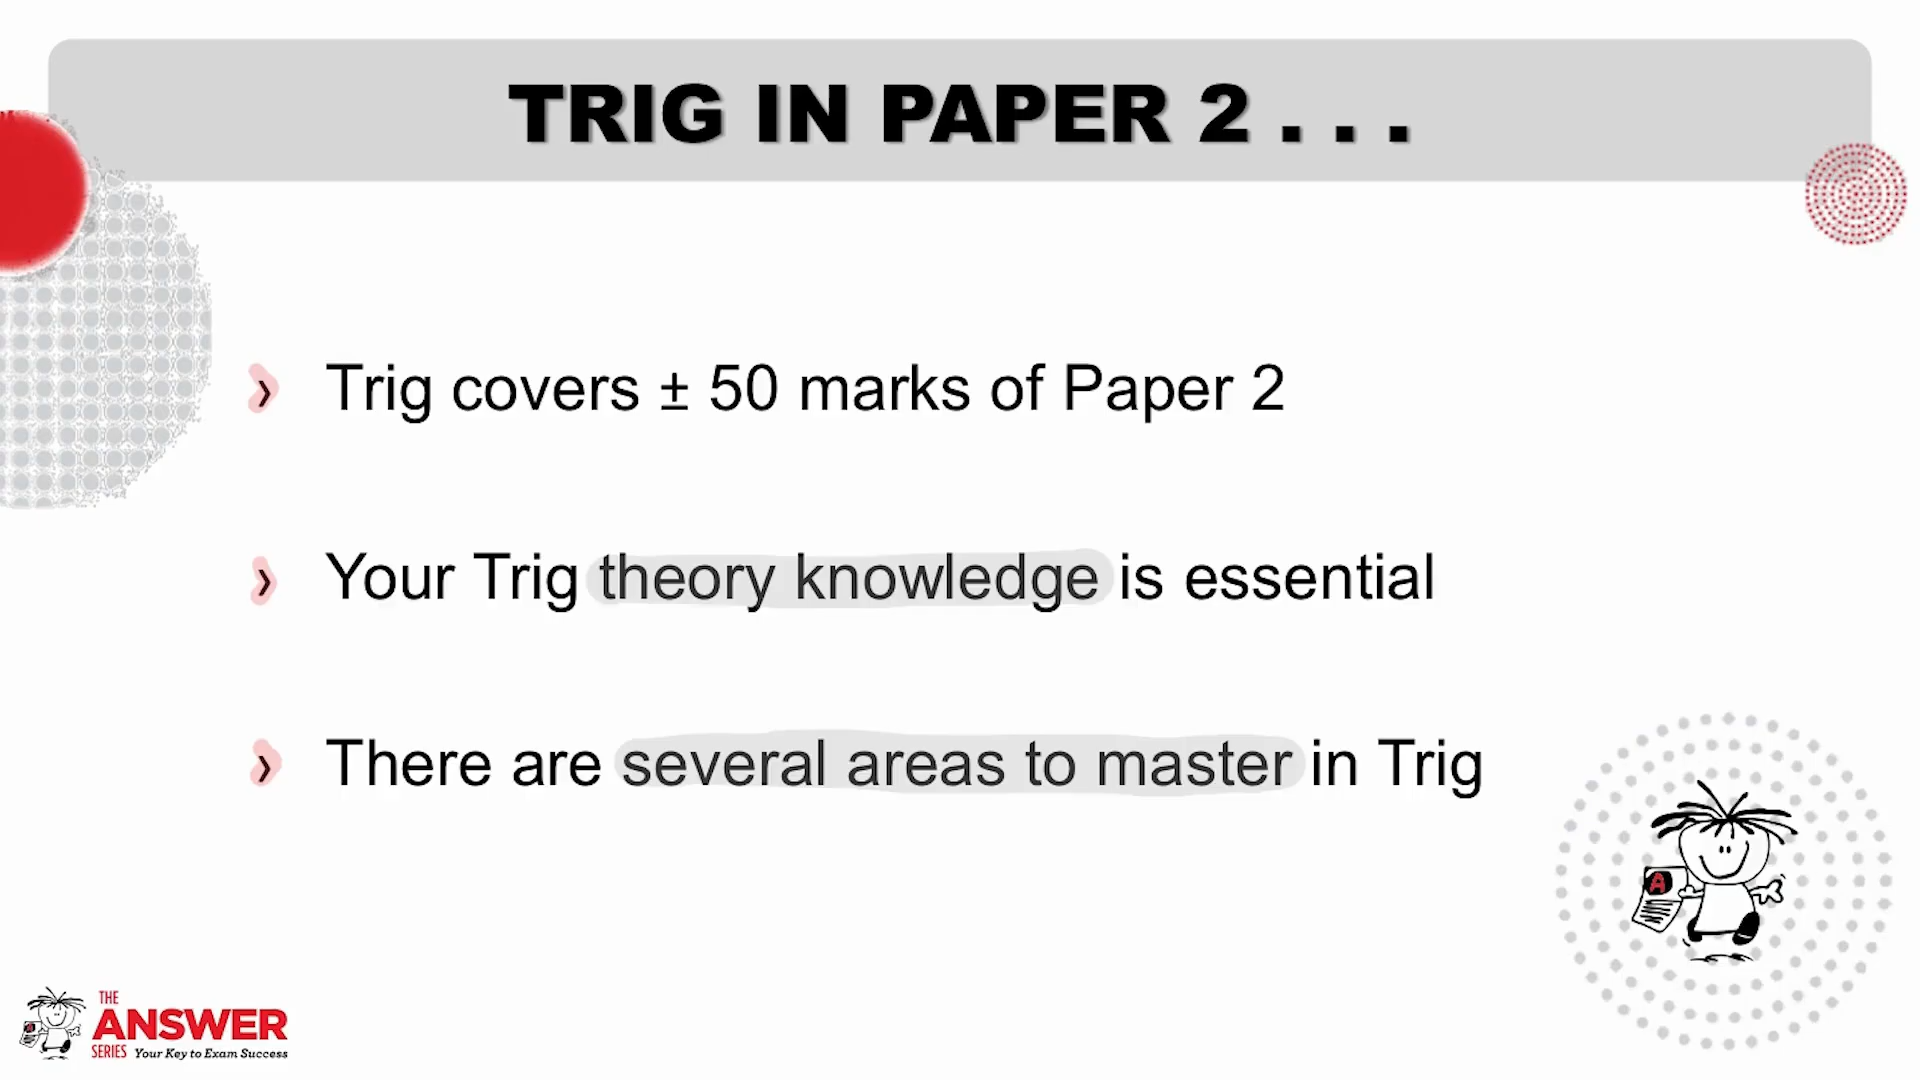 TRIG IN PAPER 2 . . .
› Trig covers ± 50 marks of Paper 2
› Your Trig theory knowledge is essential
› There are several areas to master in Trig
A
THE
ANSWER
SERIES Your Key to Exam Success